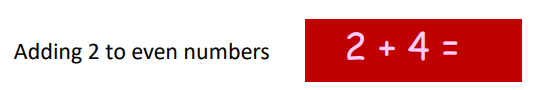 Adding 2 to even numbers
2 + 4 =